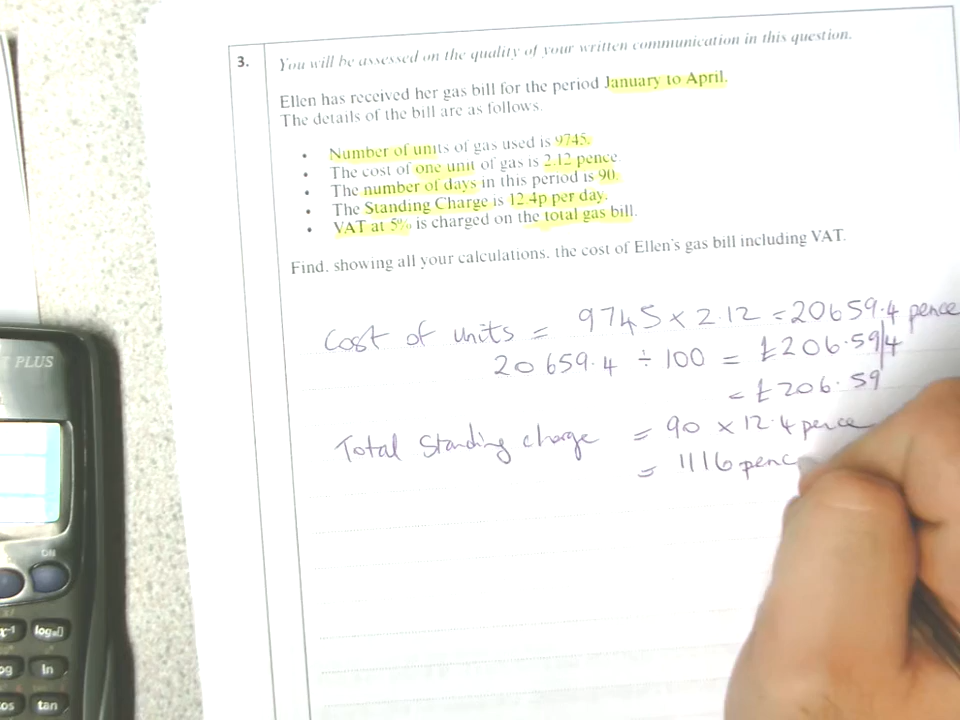 3. You will be assessed on the quality of your written communication in this question.
Ellen has received her gas bill for the period January to April.
The details of the bill are as follows.
• Number of units of gas used is 9745.
• The cost of one unit of gas is 2.12 pence.
• The number of days in this period is 90.
• The Standing Charge is 12.4p per day.
• VAT at 5% is charged on the total gas bill.
Find, showing all your calculations, the cost of Ellen's gas bill including VAT.
Cost of units = 9745 × 2.12 = 20659.4 pence
20659.4 ÷ 100 = £206.59|4
= £206.59
Total Standing charge = 90 × 12.4 pence
= 1116 penc
PLUS
ON
x-1 log
ln
tan